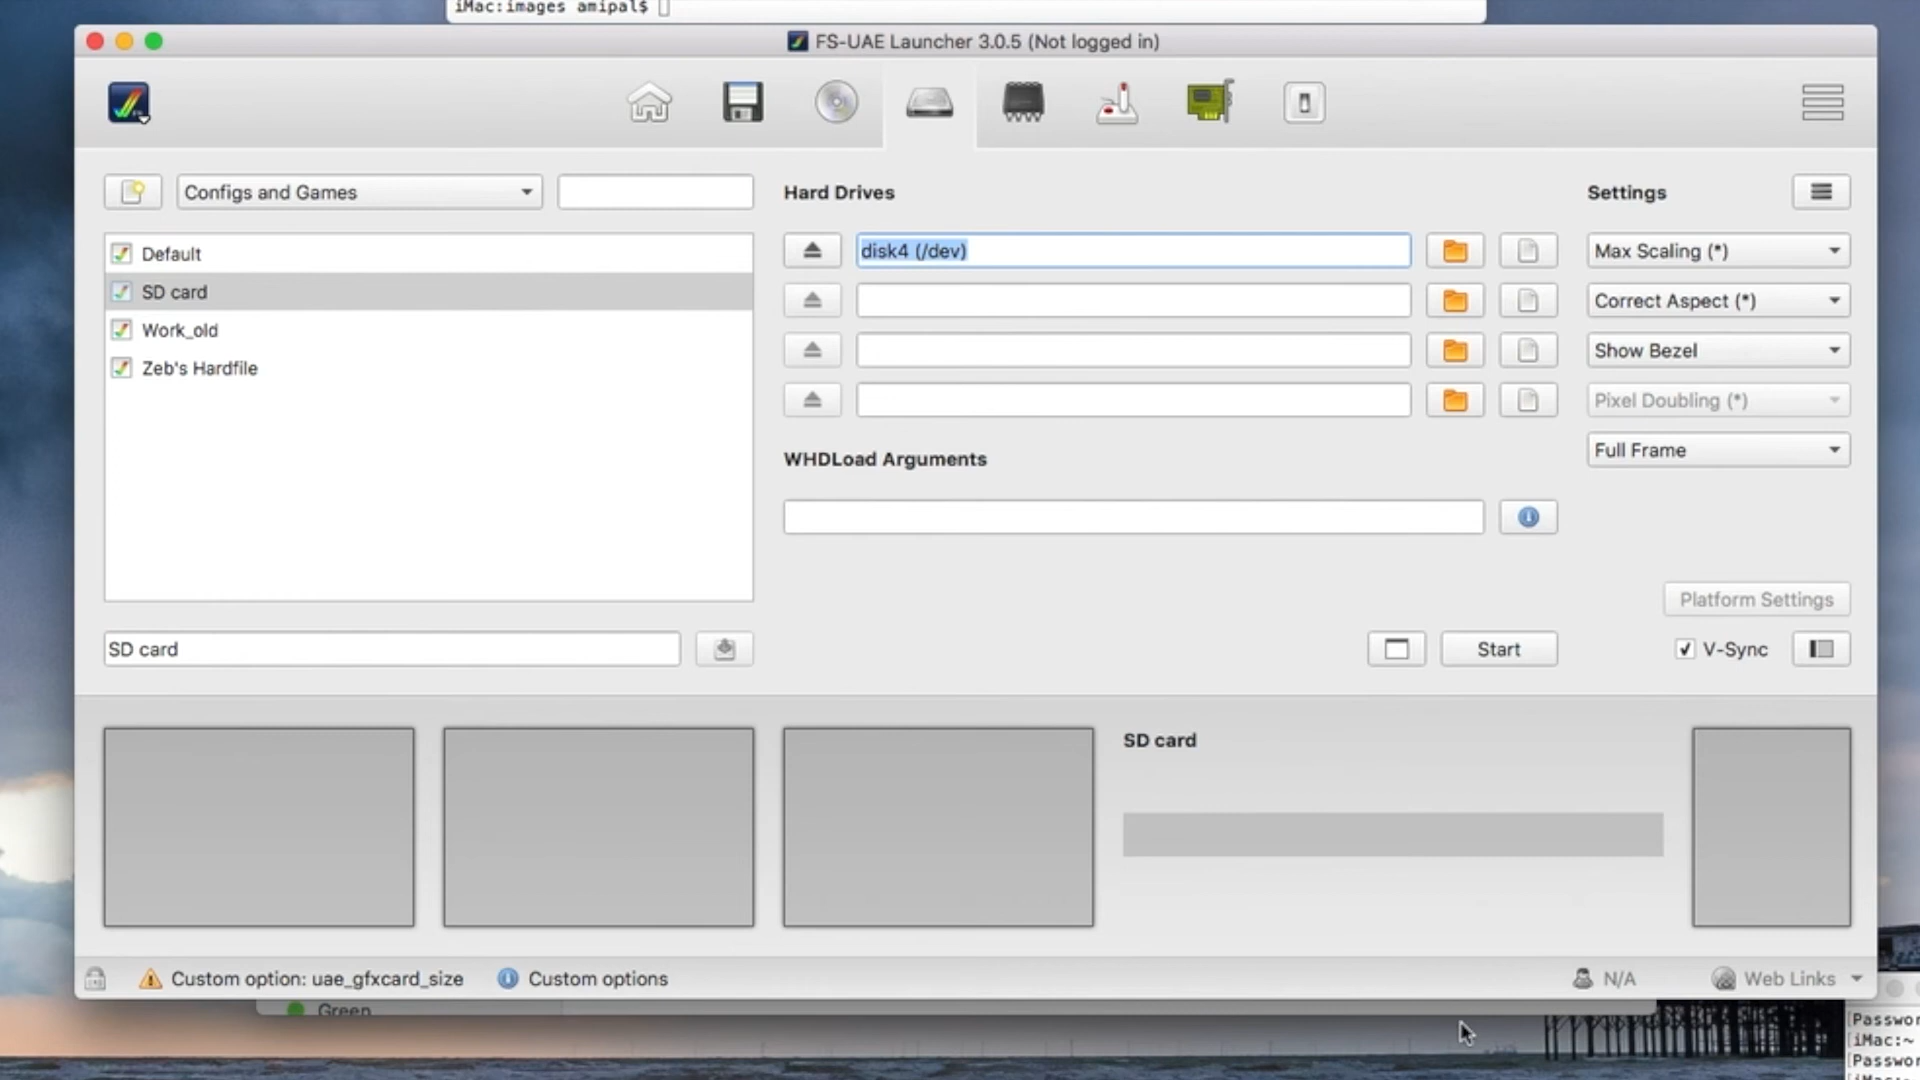 iMac:images amipal$
FS-UAE Launcher 3.0.5 (Not logged in)
Configs and Games
Hard Drives
Settings
Default
SD card
Work_old
Zeb's Hardfile
disk4 (/dev)
Max Scaling (*)
Correct Aspect (*)
Show Bezel
Pixel Doubling (*)
Full Frame
WHDLoad Arguments
Platform Settings
SD card
Start
V-Sync
SD card
Custom option: uae_gfxcard_size
Custom options
N/A
Web Links
Green
[Passwor
[iMac:~
[Passwor